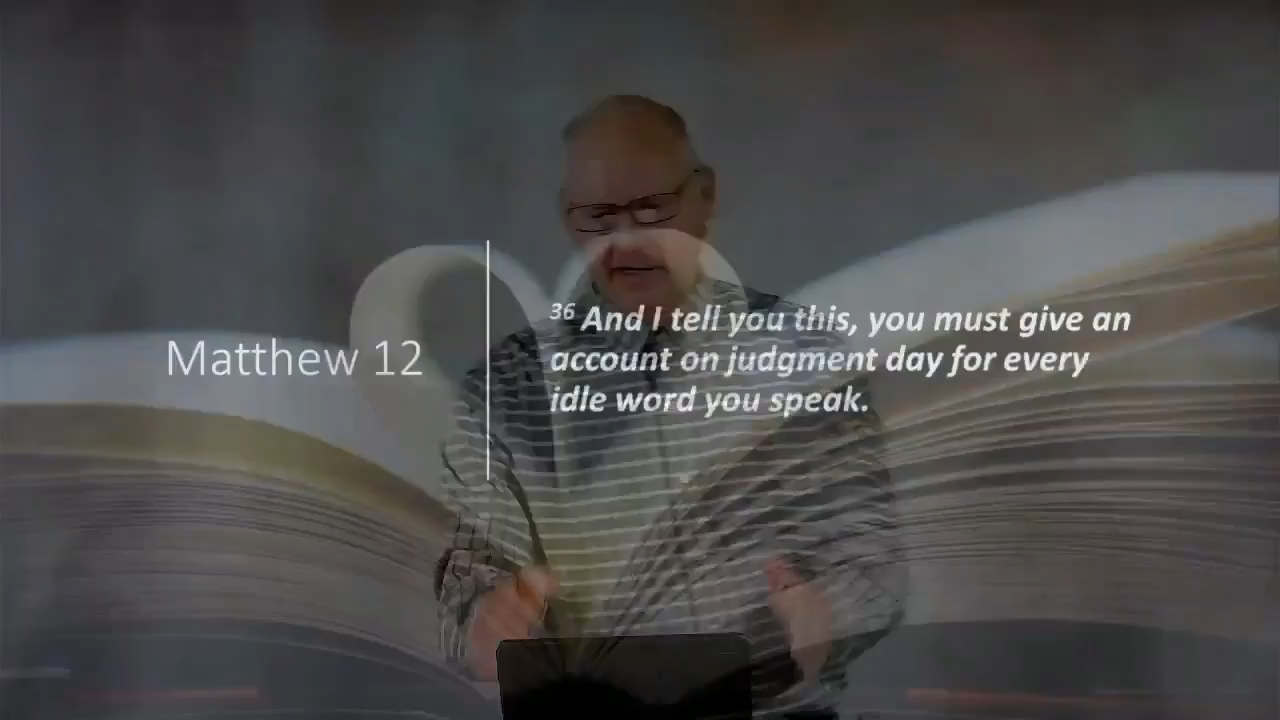 Matthew 12
36 And I tell you this, you must give an
account on judgment day for every
idle word you speak.